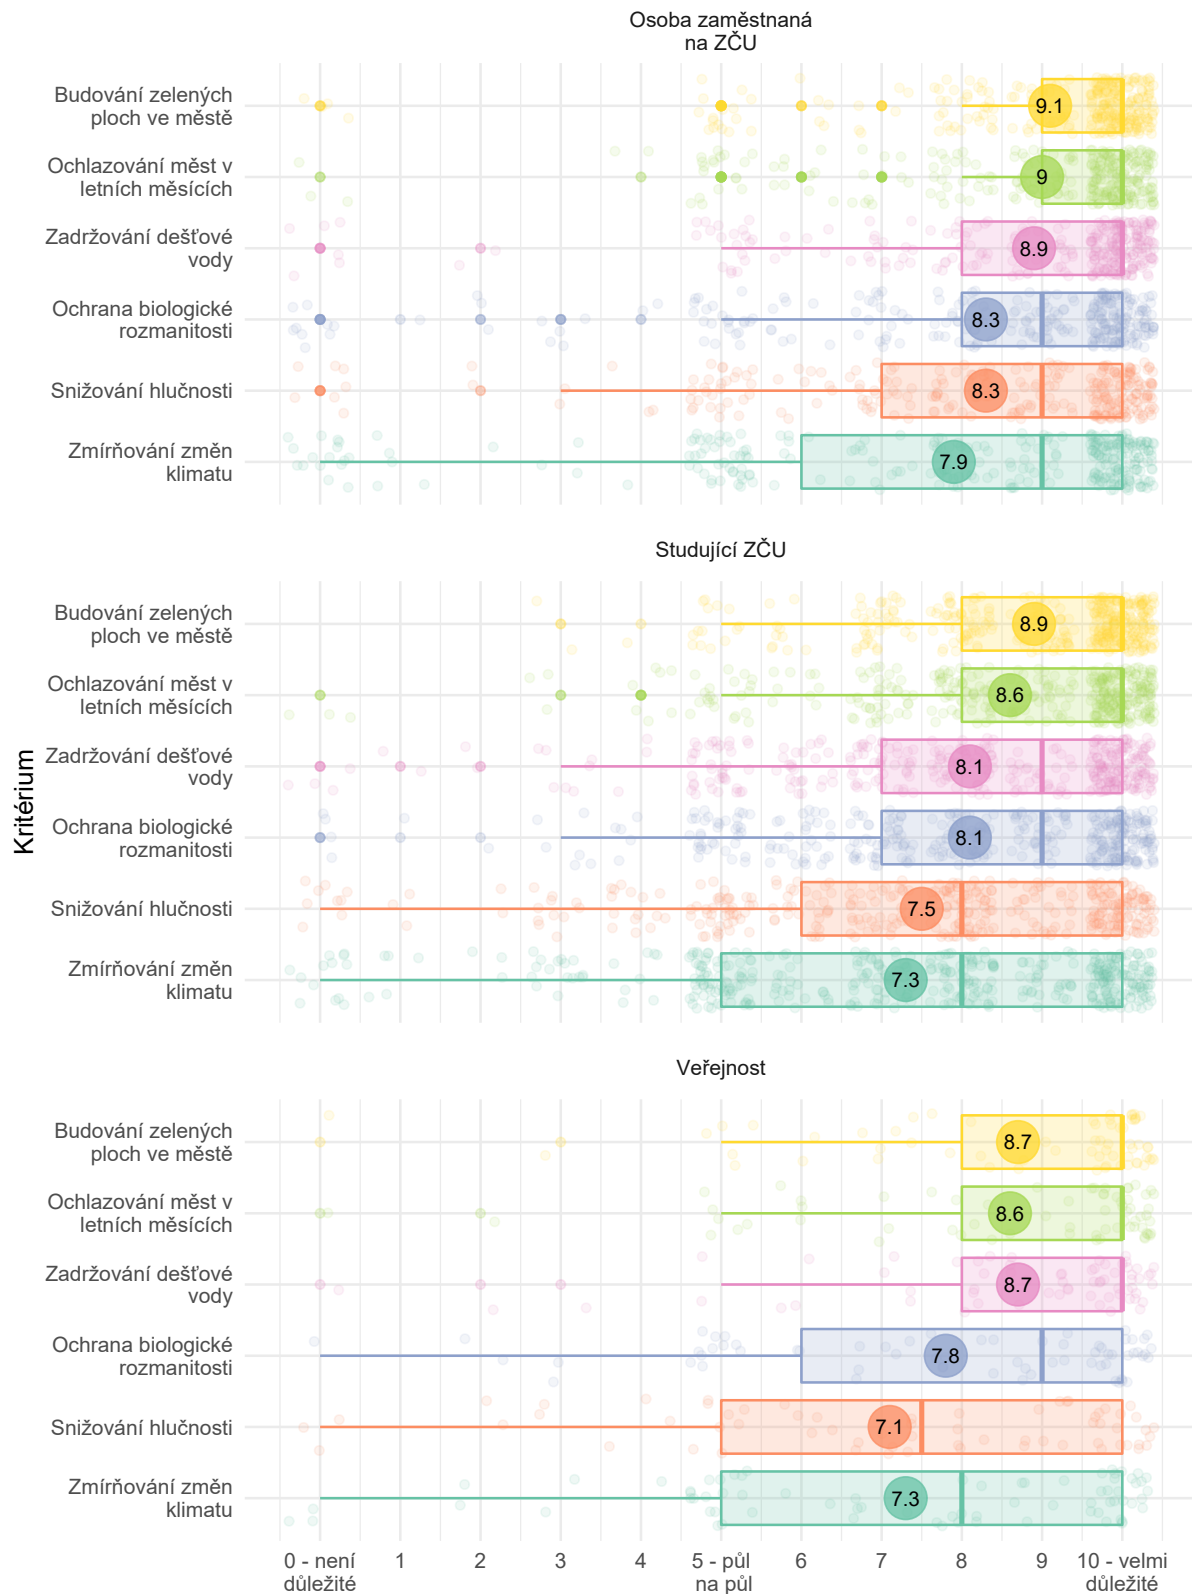 Osoba zaměstnaná
na ZČU
Budování zelených
ploch ve městě
9.1
Ochlazování měst v
letních měsících
9
Zadržování dešťové
vody
8.9
Ochrana biologické
rozmanitosti
8.3
Snižování hlučnosti
8.3
Zmírňování změn
klimatu
7.9
Studující ZČU
Budování zelených
ploch ve městě
8.9
Ochlazování měst v
letních měsících
8.6
Zadržování dešťové
vody
8.1
Ochrana biologické
rozmanitosti
8.1
Snižování hlučnosti
7.5
Zmírňování změn
klimatu
7.3
Kritérium
Veřejnost
Budování zelených
ploch ve městě
8.7
Ochlazování měst v
letních měsících
8.6
Zadržování dešťové
vody
8.7
Ochrana biologické
rozmanitosti
7.8
Snižování hlučnosti
7.1
Zmírňování změn
klimatu
7.3
0 - není 1 2 3 4 5 - půl 6 7 8 9 10 - velmi
důležité na půl důležité